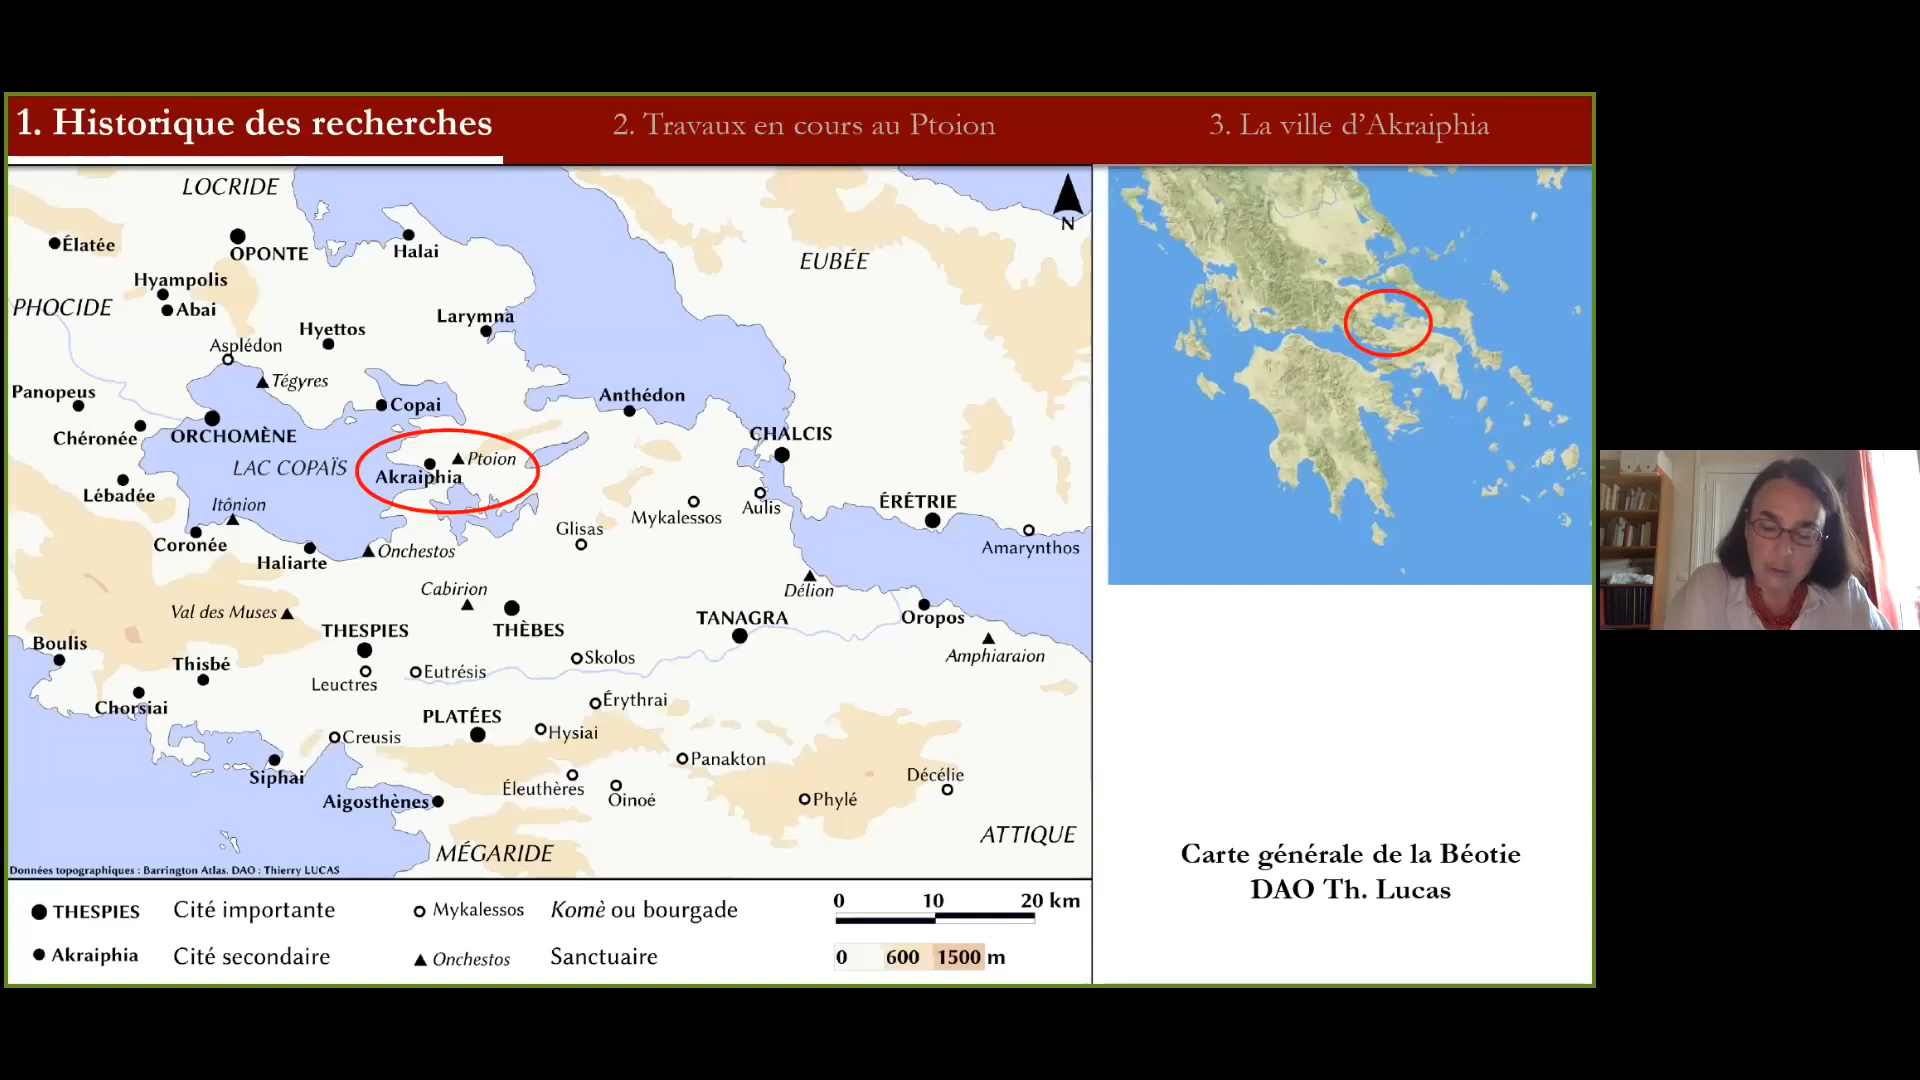 1. Historique des recherches
2. Travaux en cours au Ptoion
3. La ville d'Akraiphia
LOCRIDE
N
Élatée
OPONTE
Halai
EUBÉE
Hyampolis
PHOCIDE
Abai
Larymna
Hyettos
Asplédon
Tégyres
Panopeus
Copai
Anthédon
Chéronée
ORCHOMÈNE
CHALCIS
LAC COPAÏS
Ptoion
Akraiphia
Lébadée
Itônion
Mykalessos
Aulis
ÉRÉTRIE
Glisas
Coronée
Haliarte
Onchestos
Amarynthos
Cabirion
Délion
Val des Muses
THESPIES
THÈBES
TANAGRA
Oropos
Boulis
Thisbé
Leuctres
Eutrésis
Skolos
Amphiaraion
Chorsiai
Érythrai
PLATÉES
Creusis
Hysiai
Panakton
Siphai
Éleuthères
Oinoé
Décélie
Aigosthènes
Phylé
ATTIQUE
MÉGARIDE
Données topographiques : Barrington Atlas. DAO : Thierry LUCAS
Carte générale de la Béotie
DAO Th. Lucas
THESPIES Cité importante
Mykalessos Komè ou bourgade
0 10 20 km
Akraiphia Cité secondaire
Onchestos Sanctuaire
0 600 1500 m